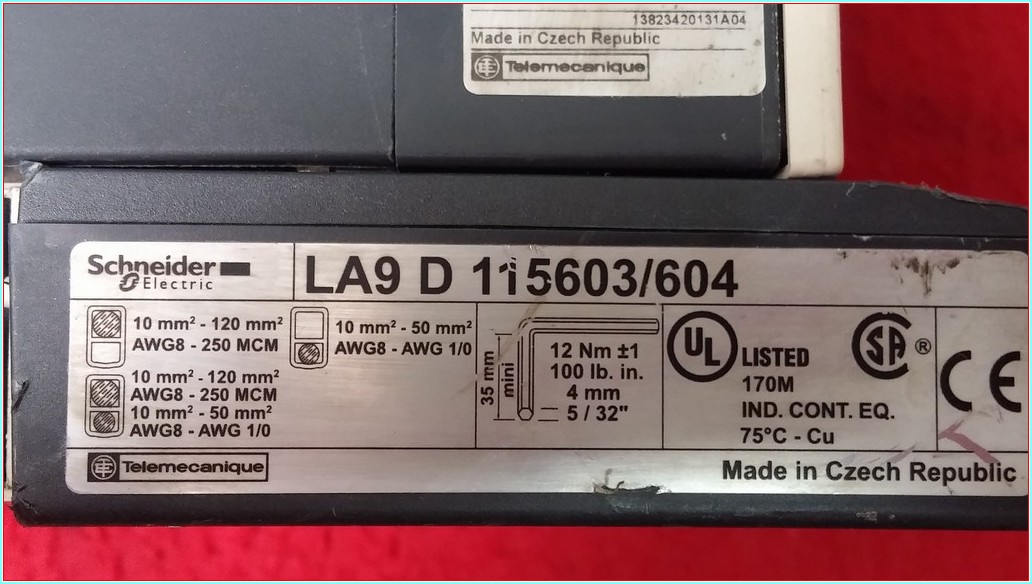 13823420131A04
Made in Czech Republic
Telemecanique
Schneider
Electric
LA9 D 115603/604
10 mm² - 120 mm²
AWG8 - 250 MCM
10 mm² - 120 mm²
AWG8 - 250 MCM
10 mm² - 50 mm²
AWG8 - AWG 1/0
10 mm² - 50 mm²
AWG8 - AWG 1/0
35 mm
mini
12 Nm ±1
100 lb. in.
4 mm
5 / 32"
UL
LISTED
170M
IND. CONT. EQ.
75°C - Cu
SA ®
CE
Telemecanique
Made in Czech Republic